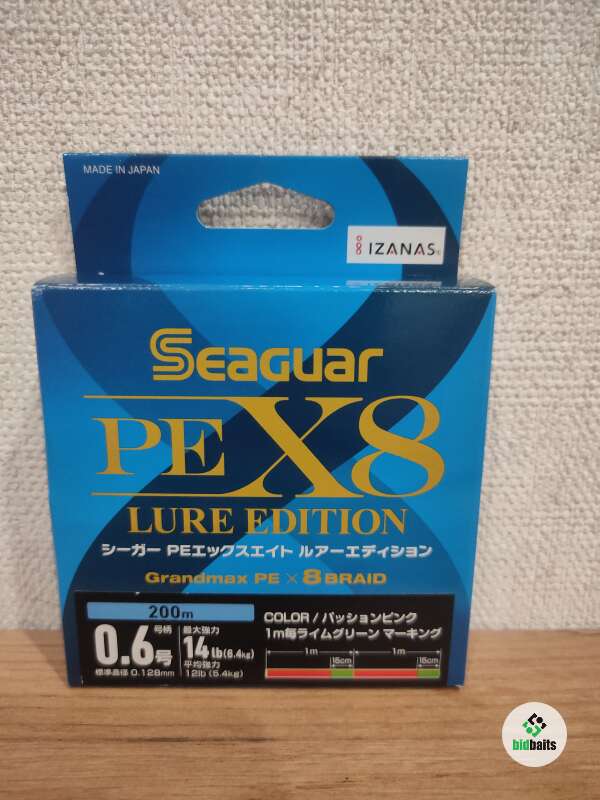 MADE IN JAPAN
IZANAS
Seaguar
PEX8
LURE EDITION
シーガー PEエックスエイト ルアーエディション
Grandmax PE × 8 BRAID
200m
0.6号
号柄
標準直径 0.128mm
最大強力
14lb(6.4kg)
平均強力
12lb (5.4kg)
COLOR/パッションピンク
1m毎ライムグリーン マーキング
1m 1m
15cm 15cm
bidbaits